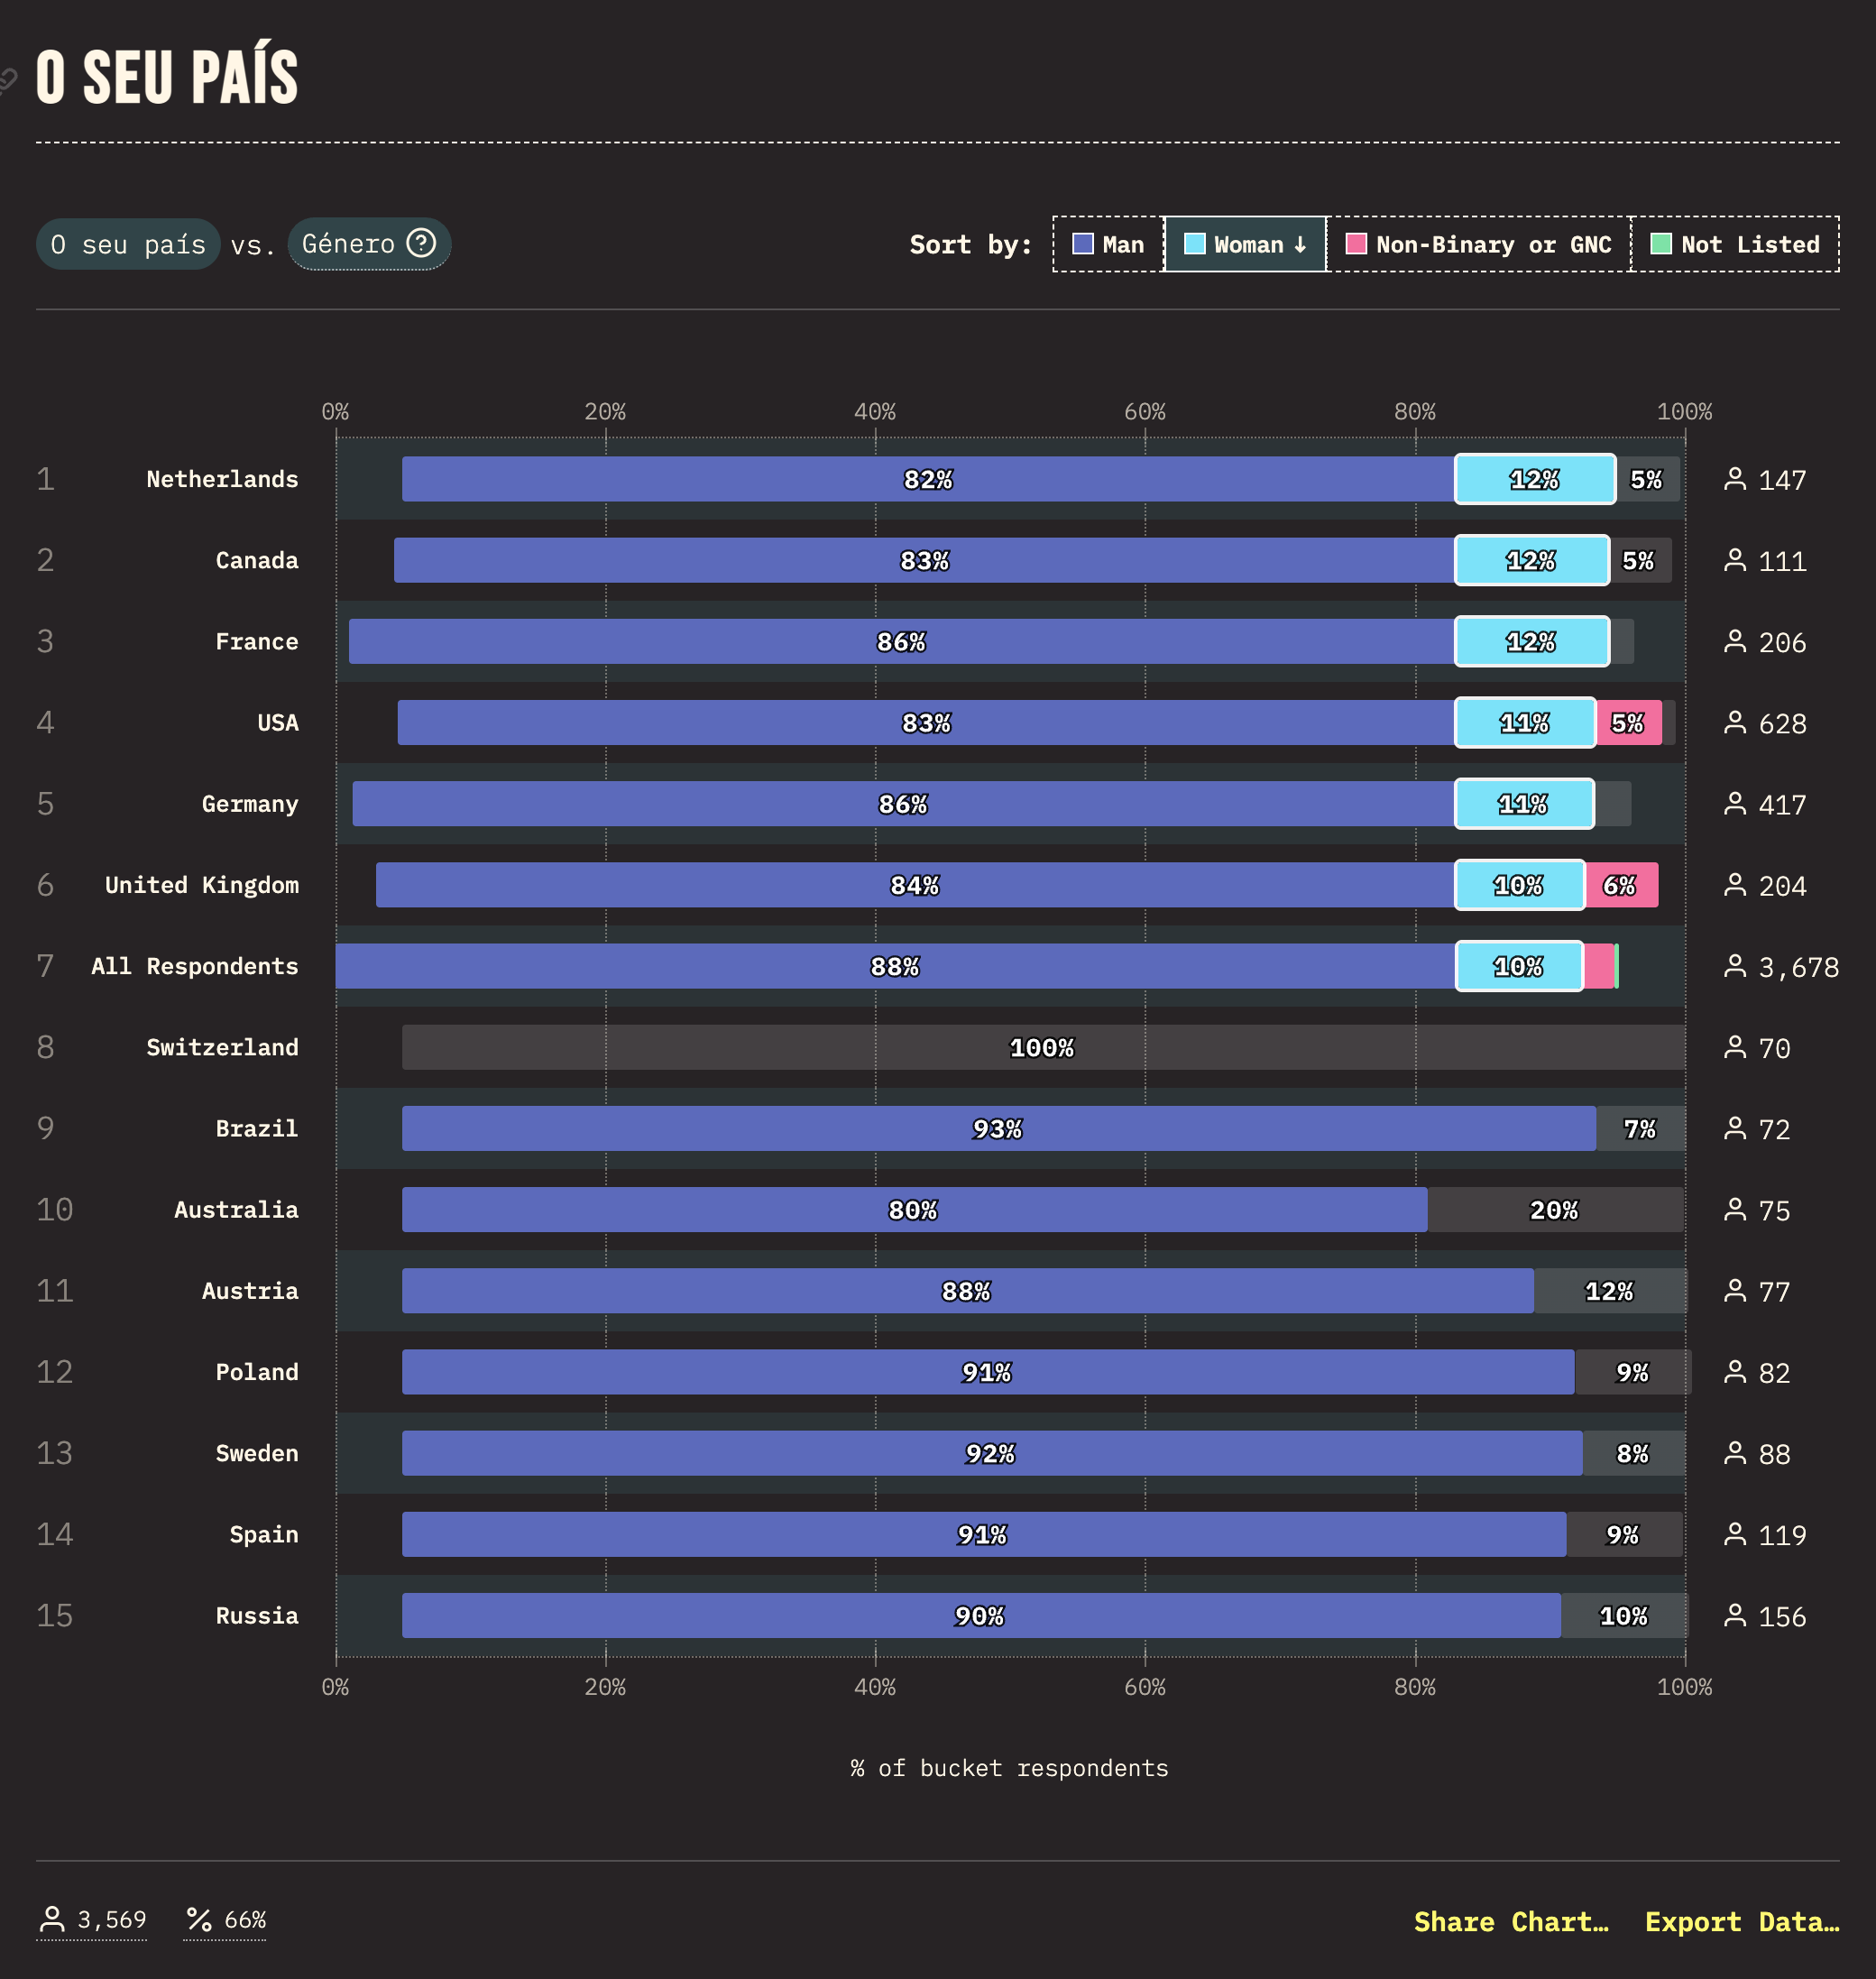 O SEU PAÍS
O seu país vs. Género ?
Sort by: Man Woman ↓ Non-Binary or GNC Not Listed
0% 20% 40% 60% 80% 100%
1 Netherlands 82% 12% 5% 147
2 Canada 83% 12% 5% 111
3 France 86% 12% 206
4 USA 83% 11% 5% 628
5 Germany 86% 11% 417
6 United Kingdom 84% 10% 6% 204
7 All Respondents 88% 10% 3,678
8 Switzerland 100% 70
9 Brazil 93% 7% 72
10 Australia 80% 20% 75
11 Austria 88% 12% 77
12 Poland 91% 9% 82
13 Sweden 92% 8% 88
14 Spain 91% 9% 119
15 Russia 90% 10% 156
0% 20% 40% 60% 80% 100%
% of bucket respondents
3,569 % 66% Share Chart… Export Data…